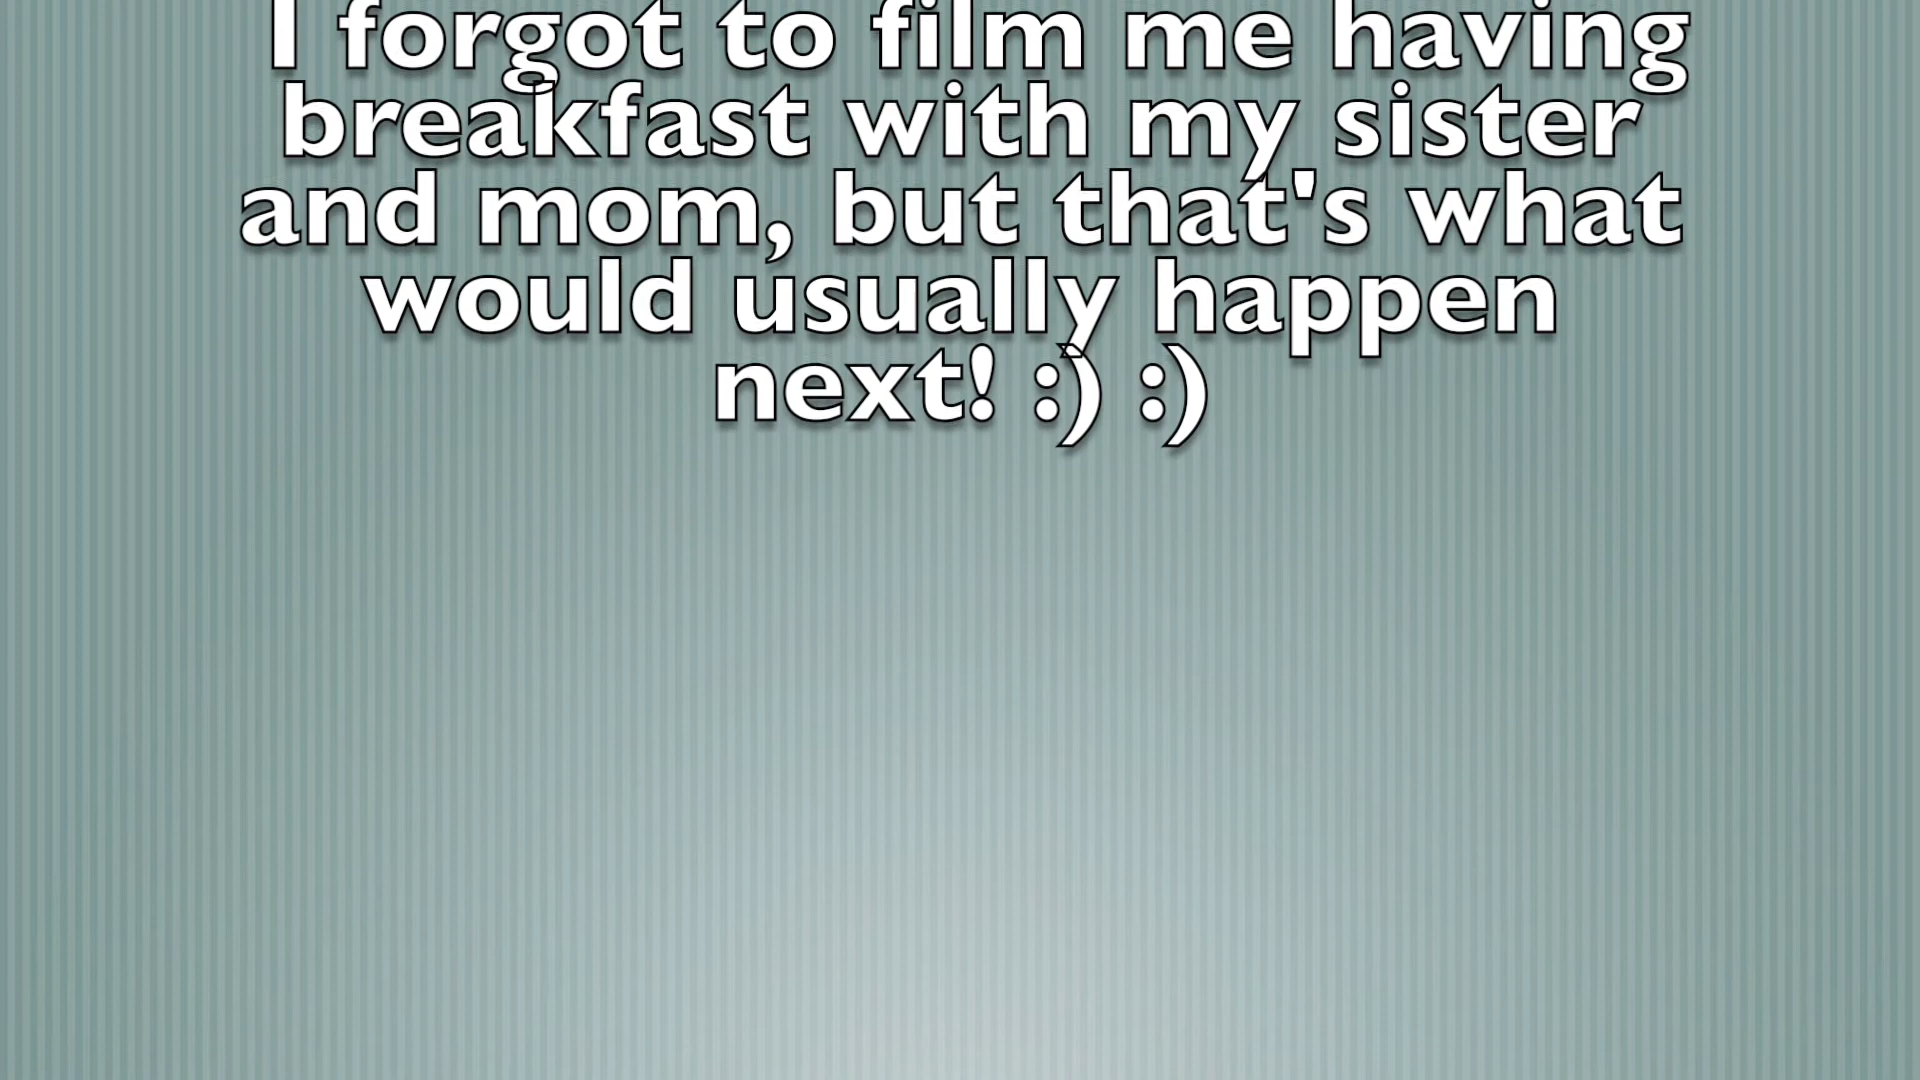 I forgot to film me having
breakfast with my sister
and mom, but that's what
would usually happen
next! :) :)